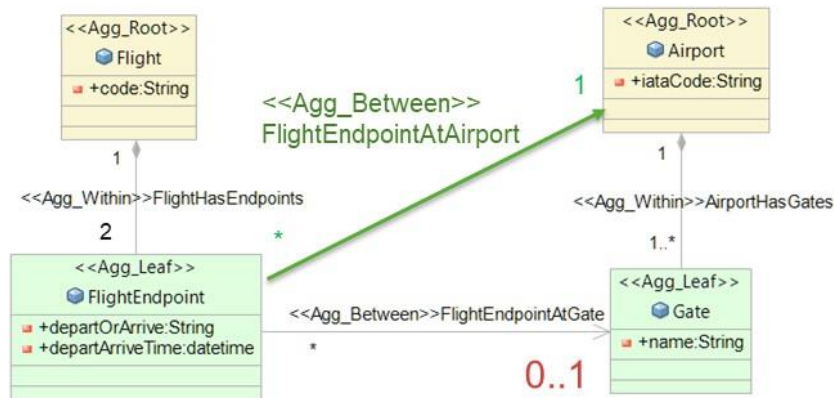 <<Agg_Root>>
Flight
+code:String
<<Agg_Root>>
Airport
+iataCode:String
<<Agg_Between>>
FlightEndpointAtAirport
1
1
1
<<Agg_Within>>FlightHasEndpoints
<<Agg_Within>>AirportHasGates
2
*
1..*
<<Agg_Leaf>>
FlightEndpoint
+departOrArrive:String
+departArriveTime:datetime
<<Agg_Between>>FlightEndpointAtGate
*
0..1
<<Agg_Leaf>>
Gate
+name:String